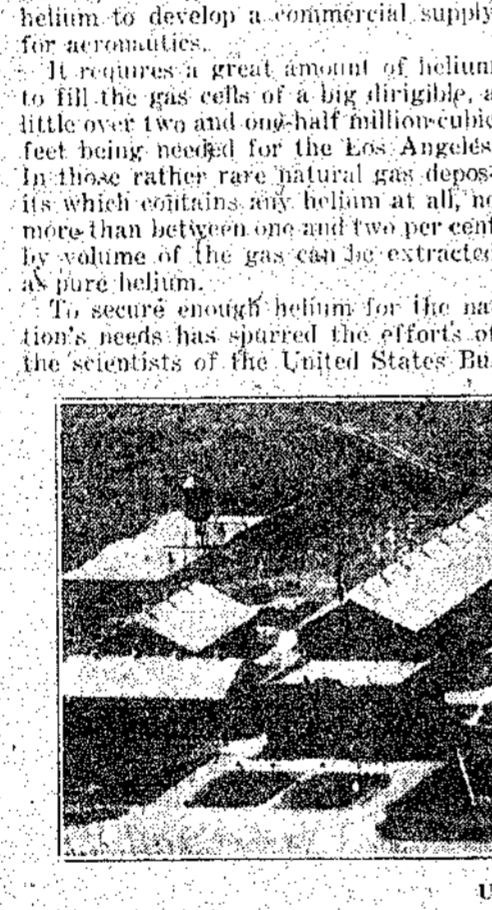 helium to develop a commercial supply
for aeronautics.
It requires a great amount of helium
to fill the gas cells of a big dirigible, a
little over two and one-half million cubic
feet being needed for the Los Angeles.
In those rather rare natural gas depos-
its which contains any helium at all, no
more than between one and two per cent
by volume of the gas can be extracted
as pure helium.
To secure enough helium for the na-
tion's needs has spurred the efforts of
the scientists of the United States Bu-
U